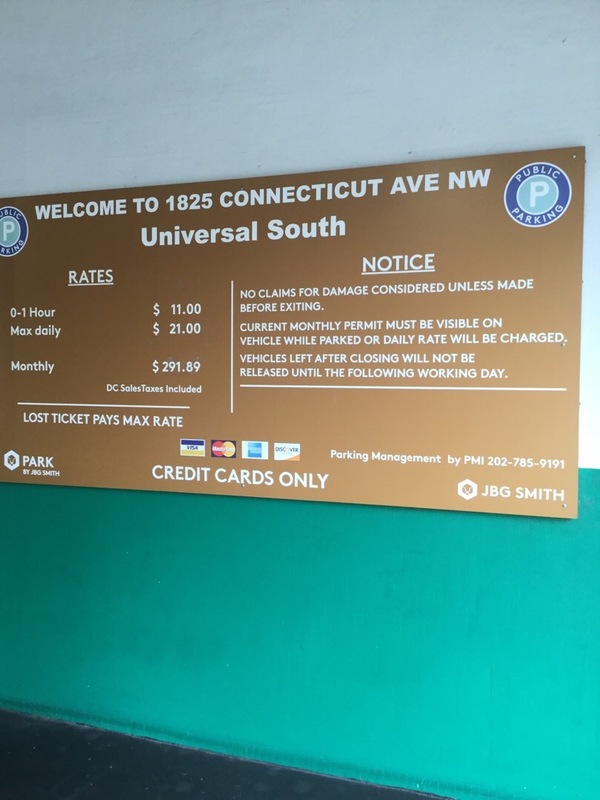 WELCOME TO 1825 CONNECTICUT AVE NW
Universal South
PUBLIC
P
PARKING
PUBLIC
P
PARKING
RATES
0-1 Hour $ 11.00
Max daily $ 21.00
Monthly $ 291.89
DC SalesTaxes Included
LOST TICKET PAYS MAX RATE
NOTICE
NO CLAIMS FOR DAMAGE CONSIDERED UNLESS MADE
BEFORE EXITING.
CURRENT MONTHLY PERMIT MUST BE VISIBLE ON
VEHICLE WHILE PARKED OR DAILY RATE WILL BE CHARGED.
VEHICLES LEFT AFTER CLOSING WILL NOT BE
RELEASED UNTIL THE FOLLOWING WORKING DAY.
VISA MasterCard DISCOVER
PARK
BY JBG SMITH
CREDIT CARDS ONLY
Parking Management by PMI 202-785-9191
JBG SMITH